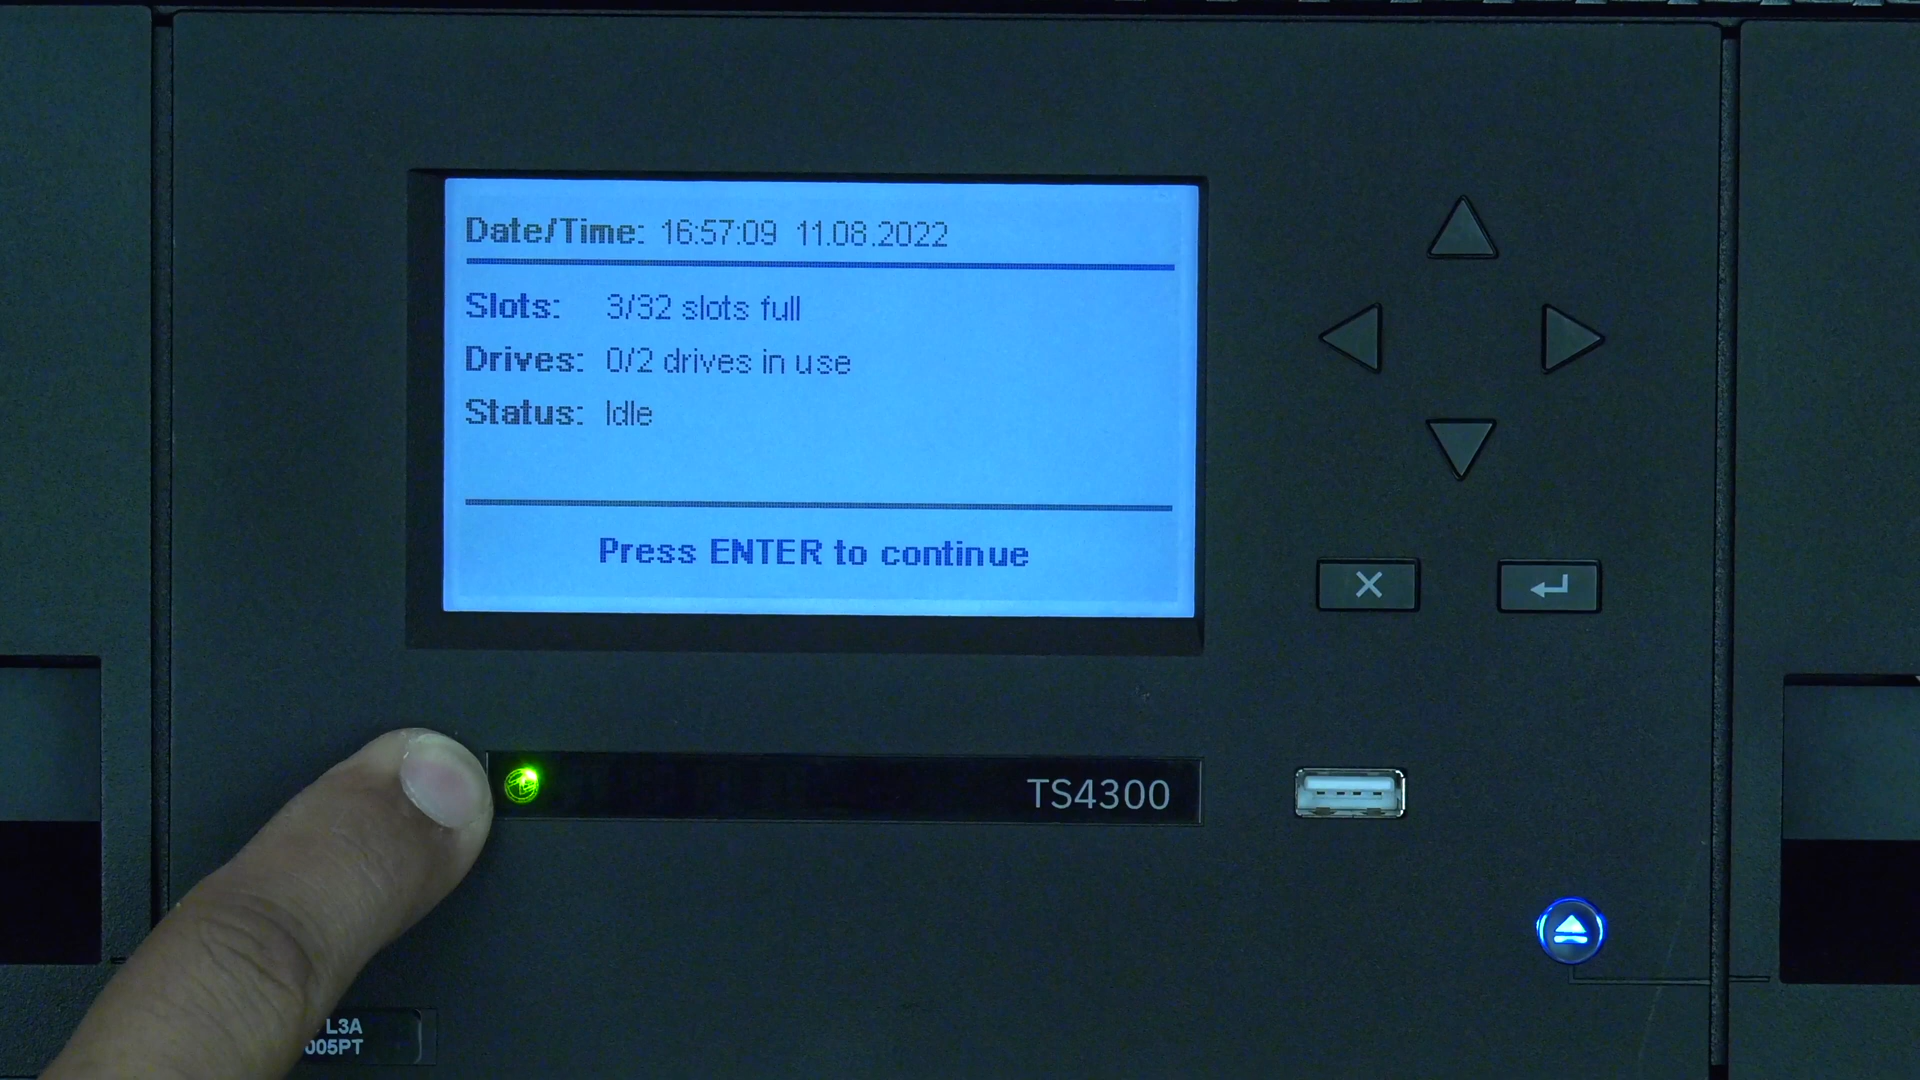 Date/Time: 16:57:09 11.08.2022
Slots: 3/32 slots full
Drives: 0/2 drives in use
Status: Idle
Press ENTER to continue
TS4300
L3A
005PT